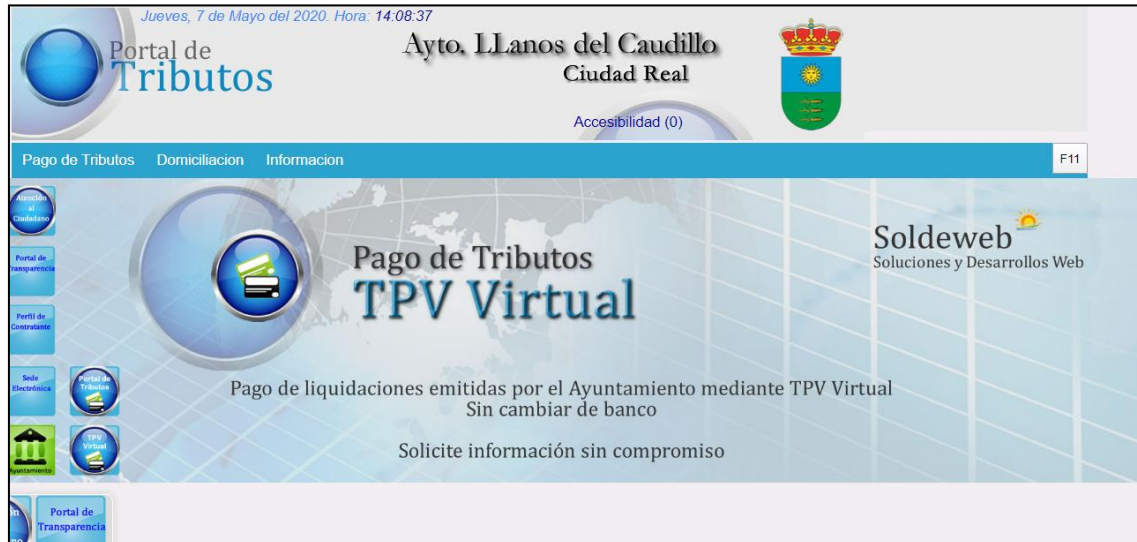 Jueves, 7 de Mayo del 2020. Hora: 14:08:37
Portal de
Tributos
Ayto. LLanos del Caudillo
Ciudad Real
Accesibilidad (0)
Pago de Tributos Domiciliacion Informacion F11
Atención
al
Ciudadano
Portal de
Transparencia
Perfil de
Contratante
Sede
Electrónica
Portal de
Tributos
Ayuntamiento
TPV
Virtual
Pago de Tributos
TPV Virtual
Soldeweb
Soluciones y Desarrollos Web
Pago de liquidaciones emitidas por el Ayuntamiento mediante TPV Virtual
Sin cambiar de banco
Solicite información sin compromiso
Portal de
Transparencia